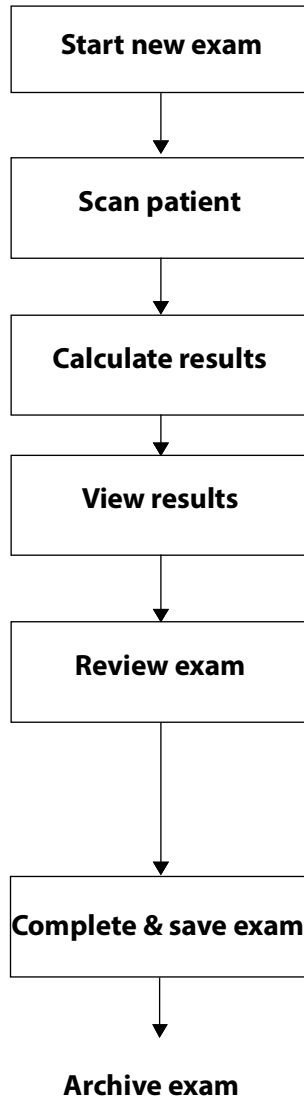 Start new exam
Scan patient
Calculate results
View results
Review exam
Complete & save exam
Archive exam